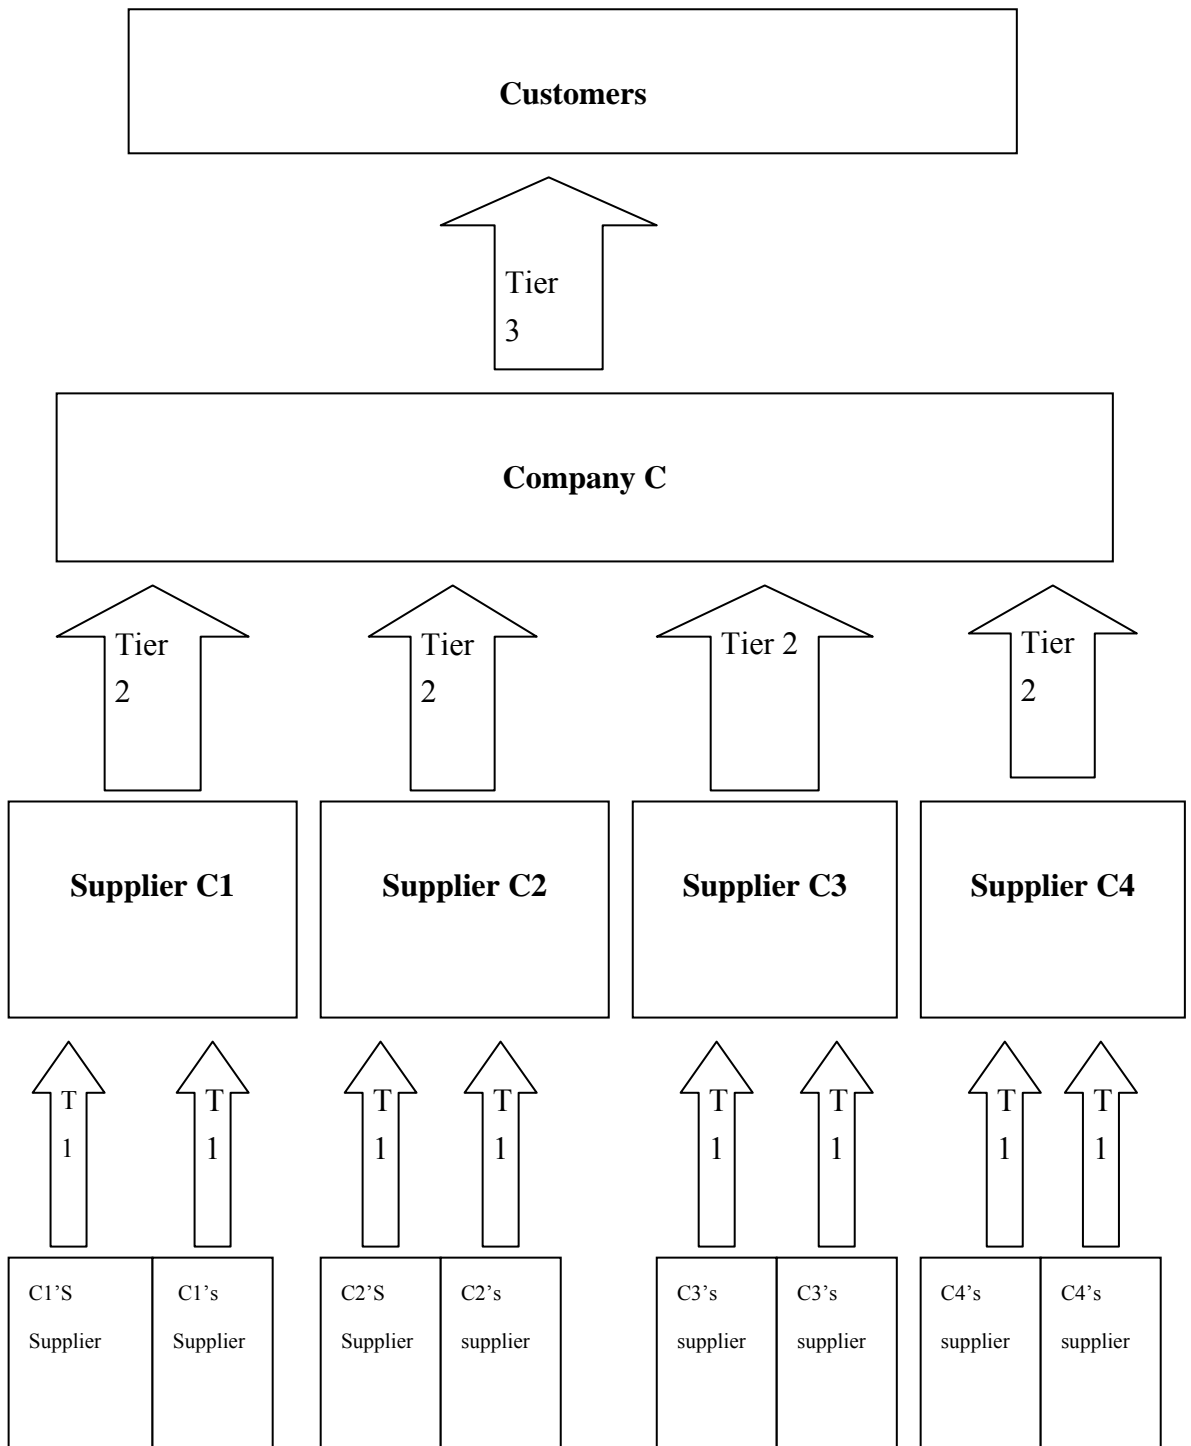 Customers
Tier
3
Company C
Tier
2
Tier
2
Tier 2
Tier
2
Supplier C1
Supplier C2
Supplier C3
Supplier C4
T
1
T
1
T
1
T
1
T
1
T
1
T
1
T
1
C1’S
Supplier
C1’s
Supplier
C2’S
Supplier
C2’s
supplier
C3’s
supplier
C3’s
supplier
C4’s
supplier
C4’s
supplier